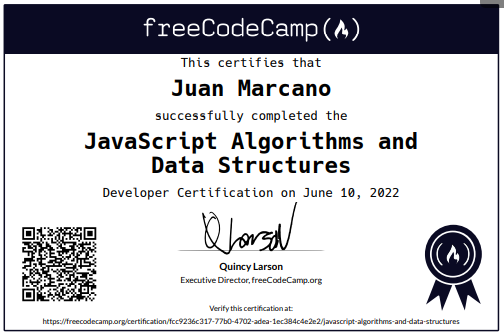 freeCodeCamp(🔥)
This certifies that
Juan Marcano
successfully completed the
JavaScript Algorithms and
Data Structures
Developer Certification on June 10, 2022
Quincy Larson
Executive Director, freeCodeCamp.org
Verify this certification at:
https://freecodecamp.org/certification/fcc9236c317-77b0-4702-adea-1ec384c4e2e2/javascript-algorithms-and-data-structures